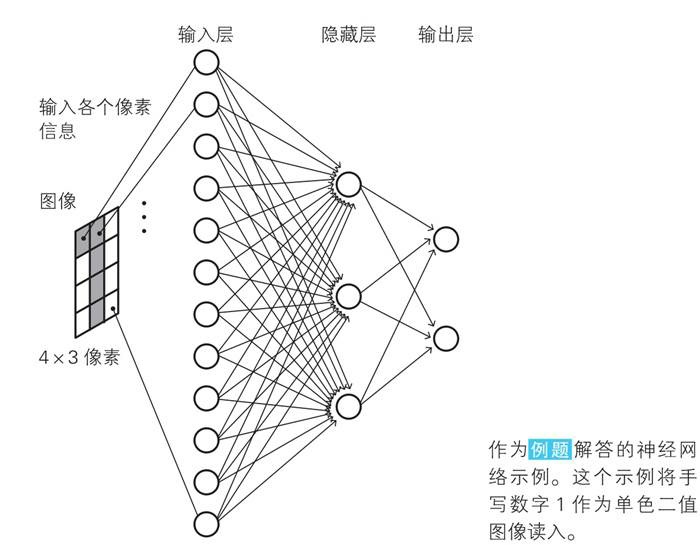 输入层
隐藏层
输出层
输入各个像素
信息
图像
4×3 像素
作为例题解答的神经网
络示例。这个示例将手
写数字 1 作为单色二值
图像读入。